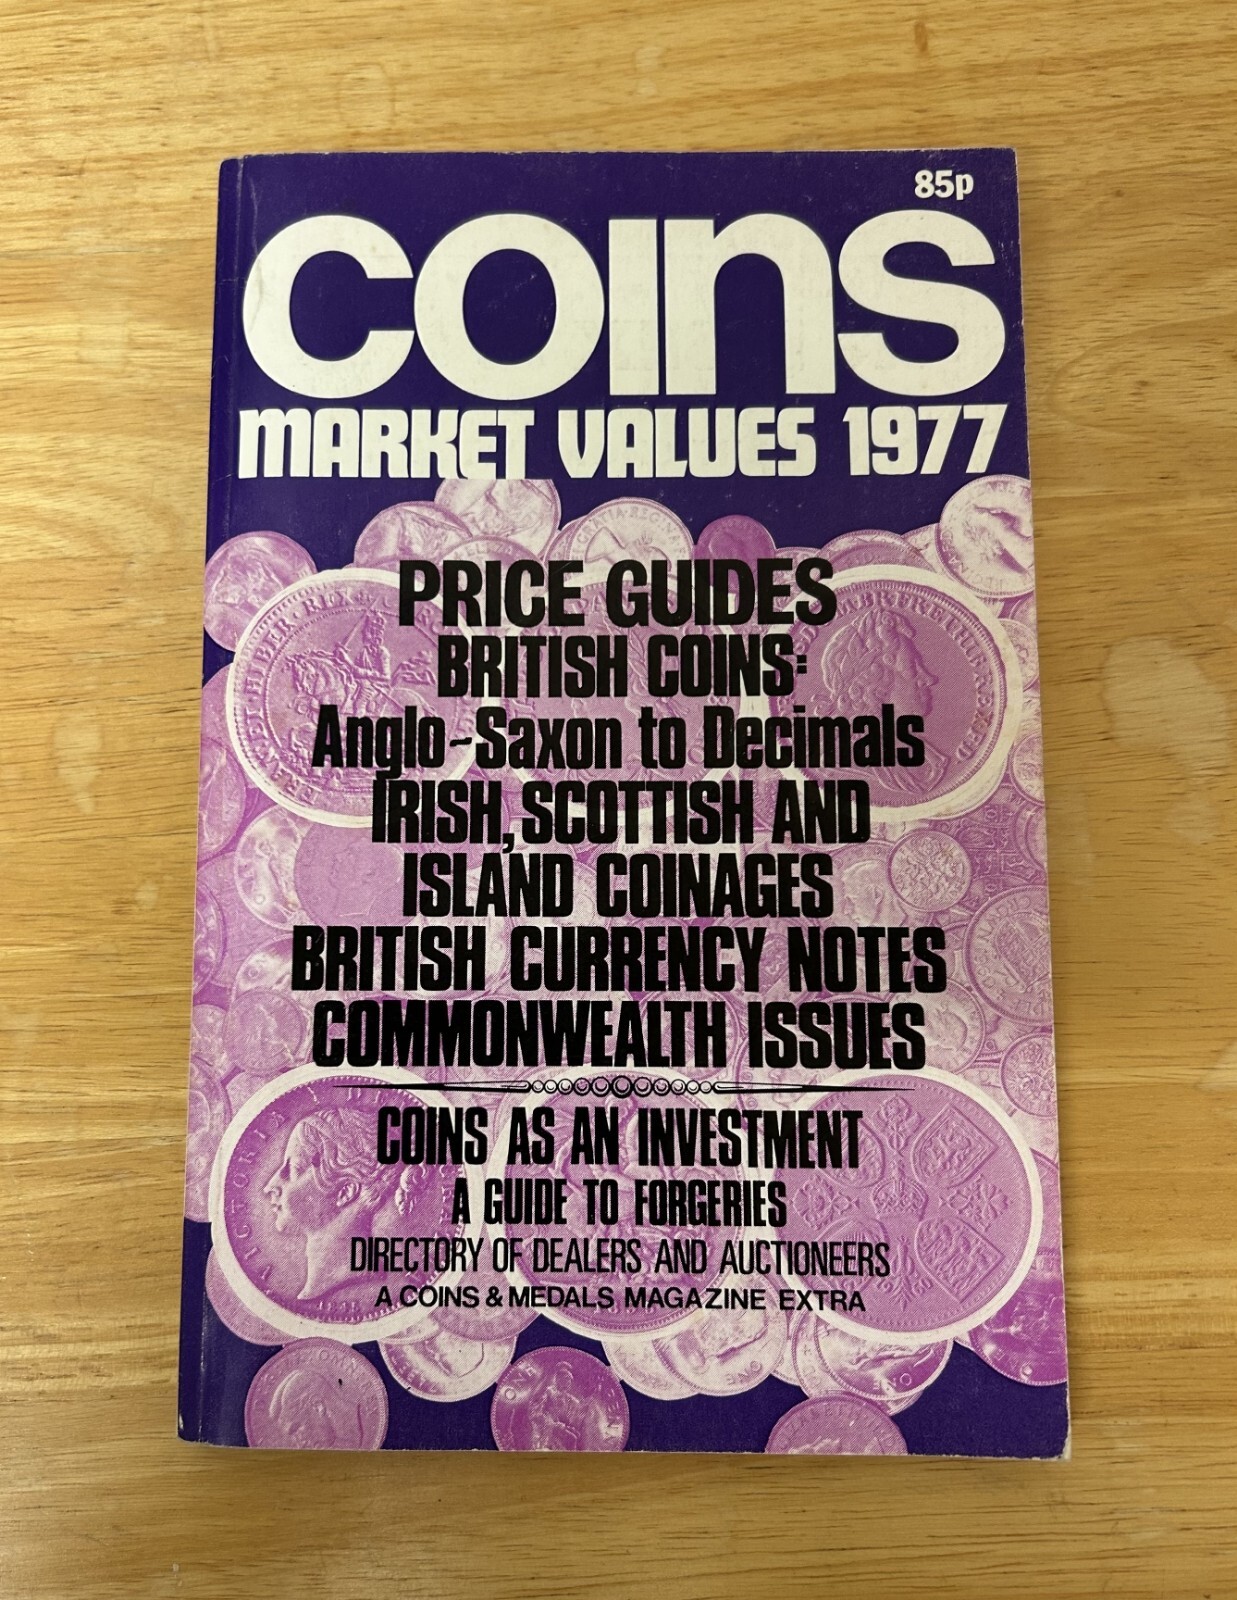 85p
coins
MARKET VALUES 1977
PRICE GUIDES
BRITISH COINS:
Anglo-Saxon to Decimals
IRISH, SCOTTISH AND
ISLAND COINAGES
BRITISH CURRENCY NOTES
COMMONWEALTH ISSUES
COINS AS AN INVESTMENT
A GUIDE TO FORGERIES
DIRECTORY OF DEALERS AND AUCTIONEERS
A COINS & MEDALS MAGAZINE EXTRA